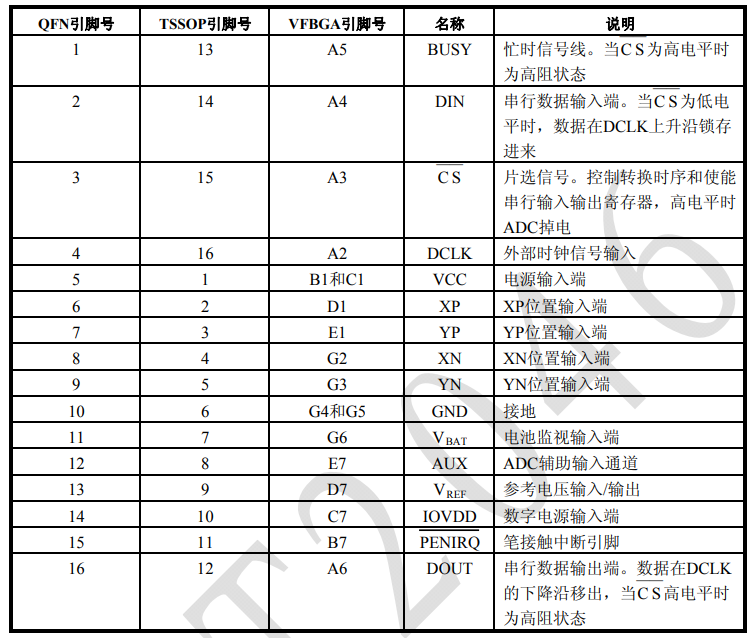 QFN引脚号 TSSOP引脚号 VFBGA引脚号 名称 说明
1 13 A5 BUSY 忙时信号线。当C̅S̅为高电平时
为高阻状态
2 14 A4 DIN 串行数据输入端。当C̅S̅为低电
平时，数据在DCLK上升沿锁存
进来
3 15 A3 C̅S̅ 片选信号。控制转换时序和使能
串行输入输出寄存器，高电平时
ADC掉电
4 16 A2 DCLK 外部时钟信号输入
5 1 B1和C1 VCC 电源输入端
6 2 D1 XP XP位置输入端
7 3 E1 YP YP位置输入端
8 4 G2 XN XN位置输入端
9 5 G3 YN YN位置输入端
10 6 G4和G5 GND 接地
11 7 G6 VBAT 电池监视输入端
12 8 E7 AUX ADC辅助输入通道
13 9 D7 VREF 参考电压输入/输出
14 10 C7 IOVDD 数字电源输入端
15 11 B7 P̅E̅N̅I̅R̅Q̅ 笔接触中断引脚
16 12 A6 DOUT 串行数据输出端。数据在DCLK
的下降沿移出，当C̅S̅高电平时
为高阻状态
T2046